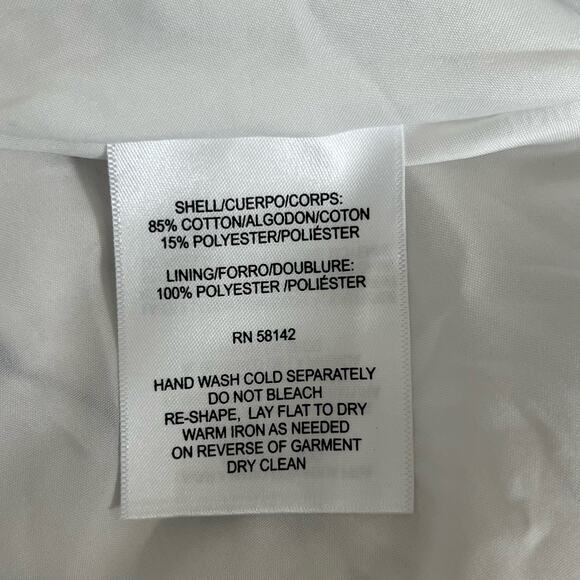 SHELL/CUERPO/CORPS:
85% COTTON/ALGODON/COTON
15% POLYESTER/POLIÉSTER
LINING/FORRO/DOUBLURE:
100% POLYESTER /POLIÉSTER
RN 58142
HAND WASH COLD SEPARATELY
DO NOT BLEACH
RE-SHAPE, LAY FLAT TO DRY
WARM IRON AS NEEDED
ON REVERSE OF GARMENT
DRY CLEAN